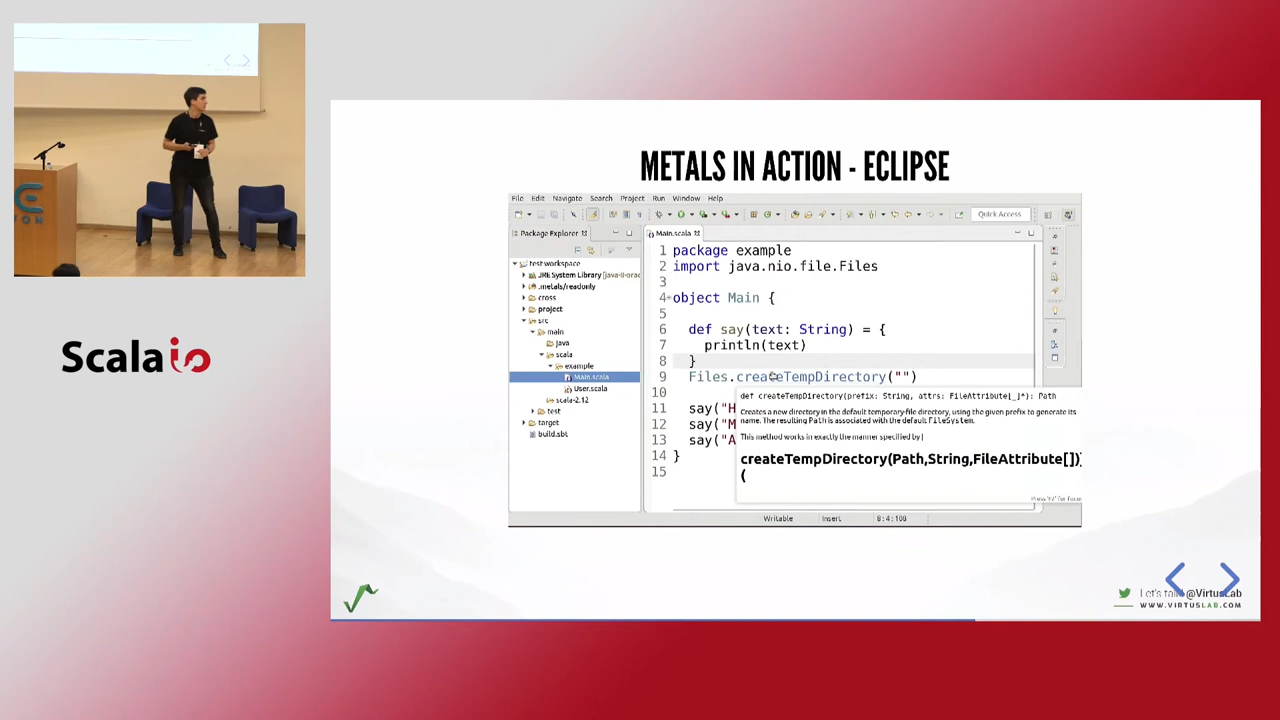 METALS IN ACTION - ECLIPSE
File Edit Navigate Search Project Run Window Help
Quick Access
Package Explorer
Main.scala
test-workspace
JRE System Library
.metals/readonly
cross
project
src
main
java
scala
example
Main.scala
User.scala
scala-2.12
test
target
build.sbt
1 package example
2 import java.nio.file.Files
3
4 object Main {
5
6 def say(text: String) = {
7 println(text)
8 }
9 Files.createTempDirectory("")
10
11 say("H
12 say("M
13 say("A
14 }
15
def createTempDirectory(prefix: String, attrs: FileAttribute[_]*): Path
Creates a new directory in the default temporary-file directory, using the given prefix to generate its
name. The resulting Path is associated with the default FileSystem.
This method works in exactly the manner specified by |
createTempDirectory(Path,String,FileAttribute[])]
(
Press 'F2' for focus
Writable Insert 8:4:108
Scala io
Let's talk @VirtusLab
WWW.VIRTUSLAB.COM